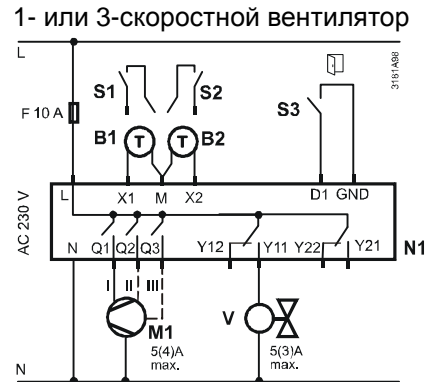 1- или 3-скоростной вентилятор
L
3181A98
S1 S2 S3
F 10 A
B1 T T B2
AC 230 V
L X1 M X2 D1 GND
N Q1 Q2 Q3 Y12 Y11 Y22 Y21 N1
I II III
M1 V
5(4)A max. 5(3)A max.
N